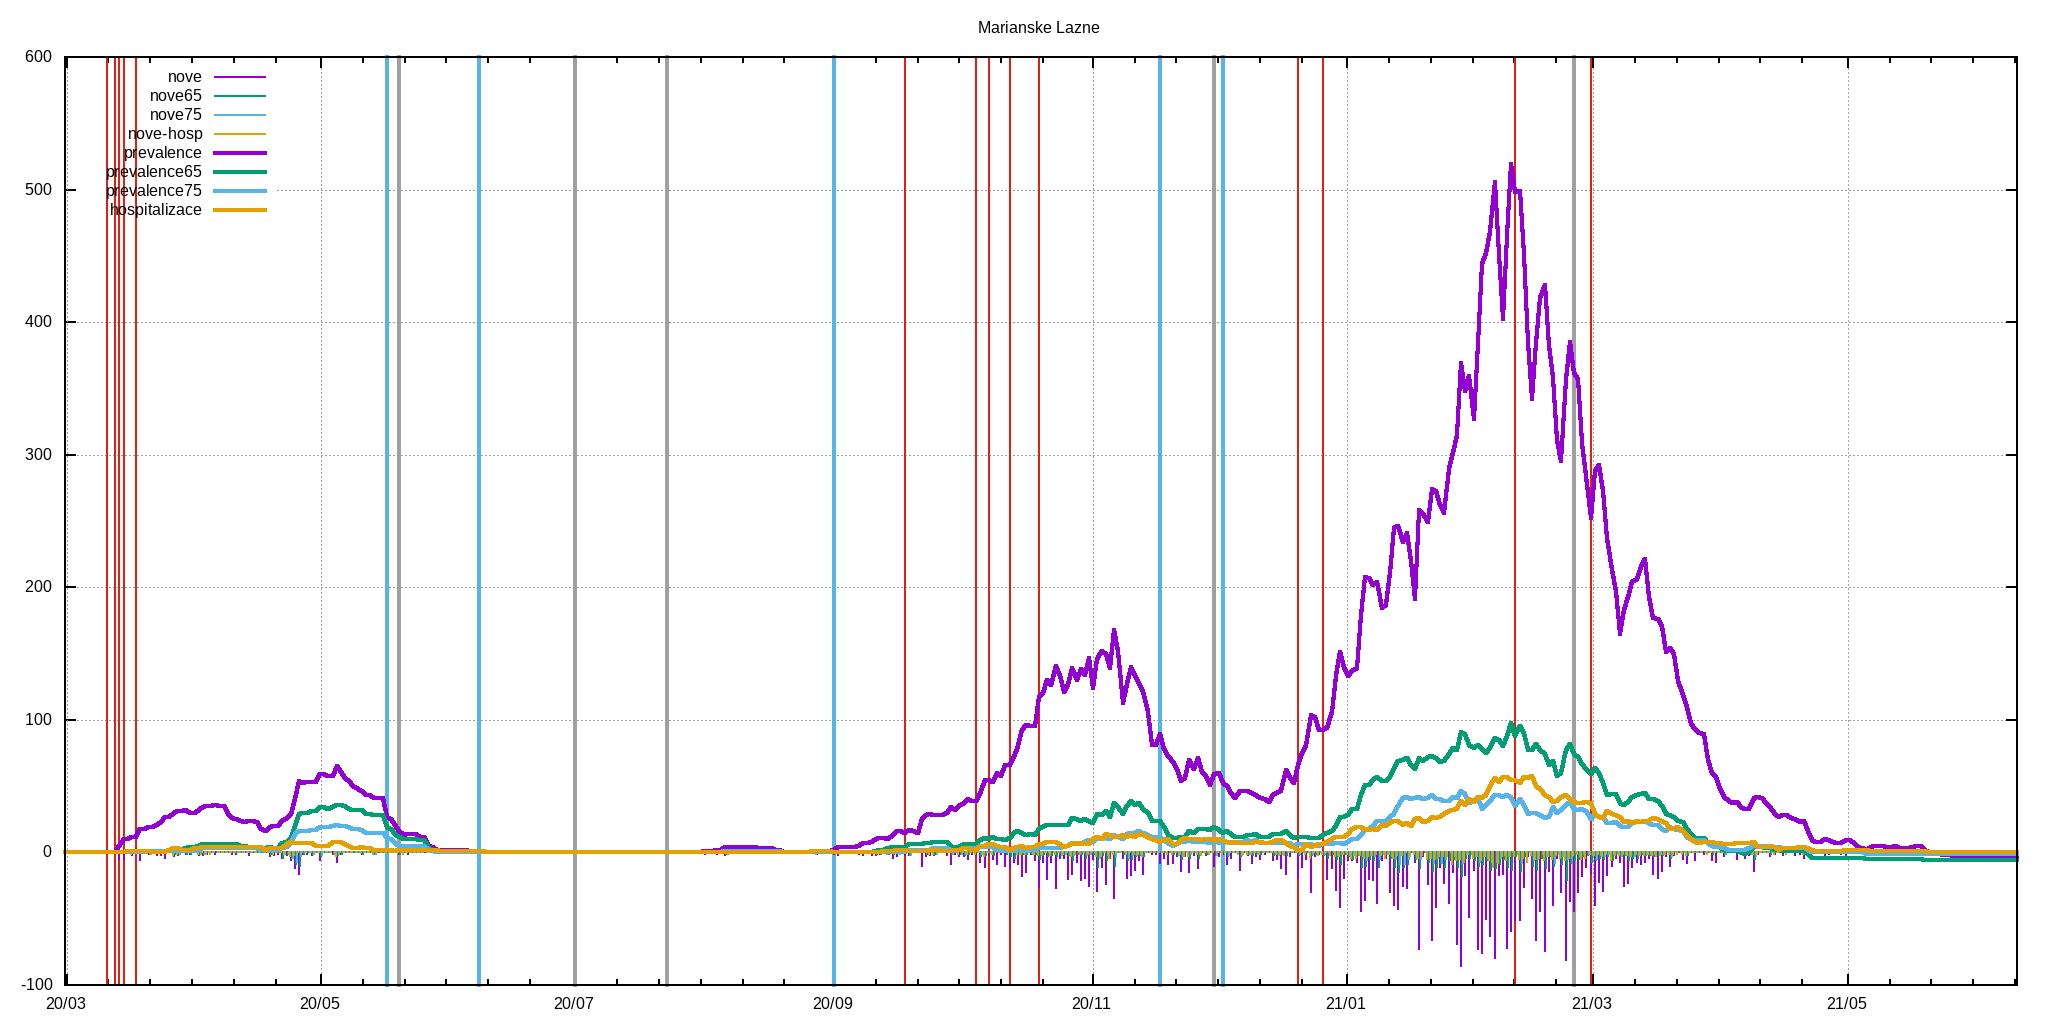 Marianske Lazne
600
500
400
300
200
100
0
-100
nove
nove65
nove75
nove-hosp
prevalence
prevalence65
prevalence75
hospitalizace
20/03 20/05 20/07 20/09 20/11 21/01 21/03 21/05